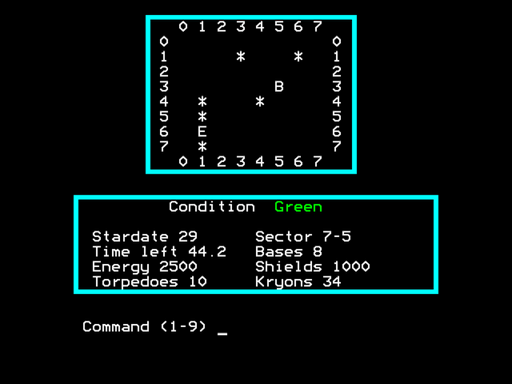 0 1 2 3 4 5 6 7
0 0
1 * * 1
2 2
3 B 3
4 * * 4
5 * 5
6 E 6
7 * 7
0 1 2 3 4 5 6 7
Condition Green
Stardate 29 Sector 7-5
Time left 44.2 Bases 8
Energy 2500 Shields 1000
Torpedoes 10 Kryons 34
Command (1-9) _